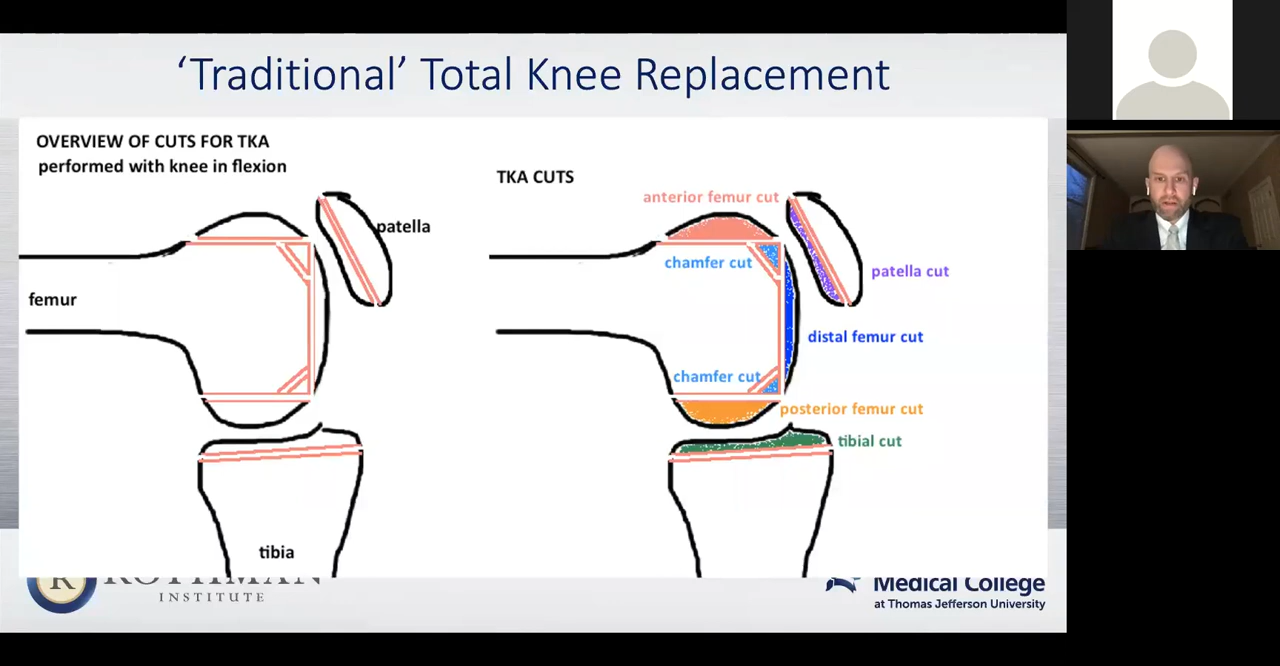 ‘Traditional’ Total Knee Replacement
OVERVIEW OF CUTS FOR TKA
performed with knee in flexion
patella
femur
tibia
TKA CUTS
anterior femur cut
chamfer cut
patella cut
distal femur cut
chamfer cut
posterior femur cut
tibial cut
R ROTHMAN
INSTITUTE
Medical College
at Thomas Jefferson University